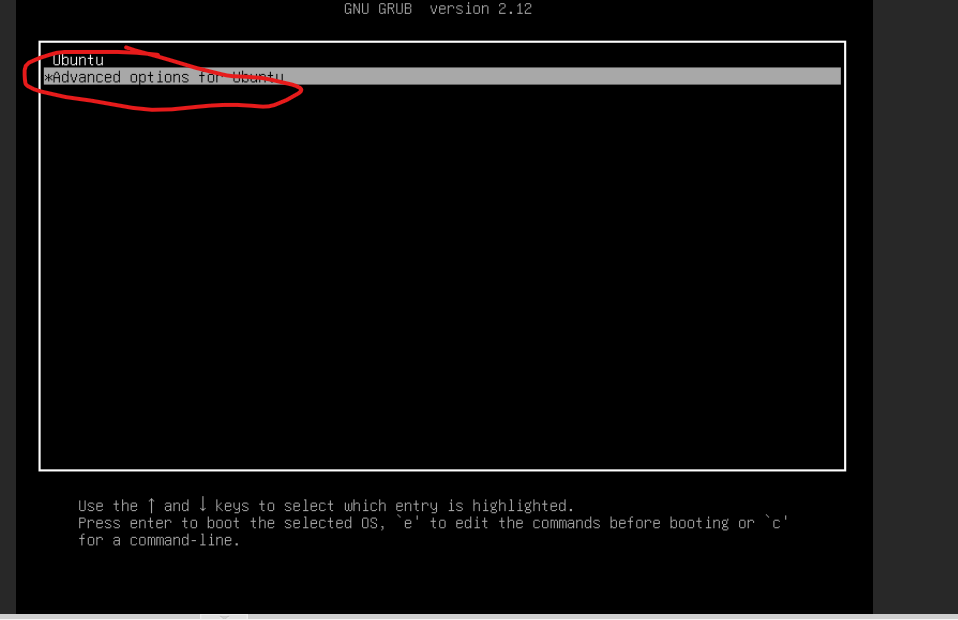 GNU GRUB version 2.12
Ubuntu
*Advanced options for Ubuntu
Use the ↑ and ↓ keys to select which entry is highlighted.
Press enter to boot the selected OS, `e' to edit the commands before booting or `c'
for a command-line.